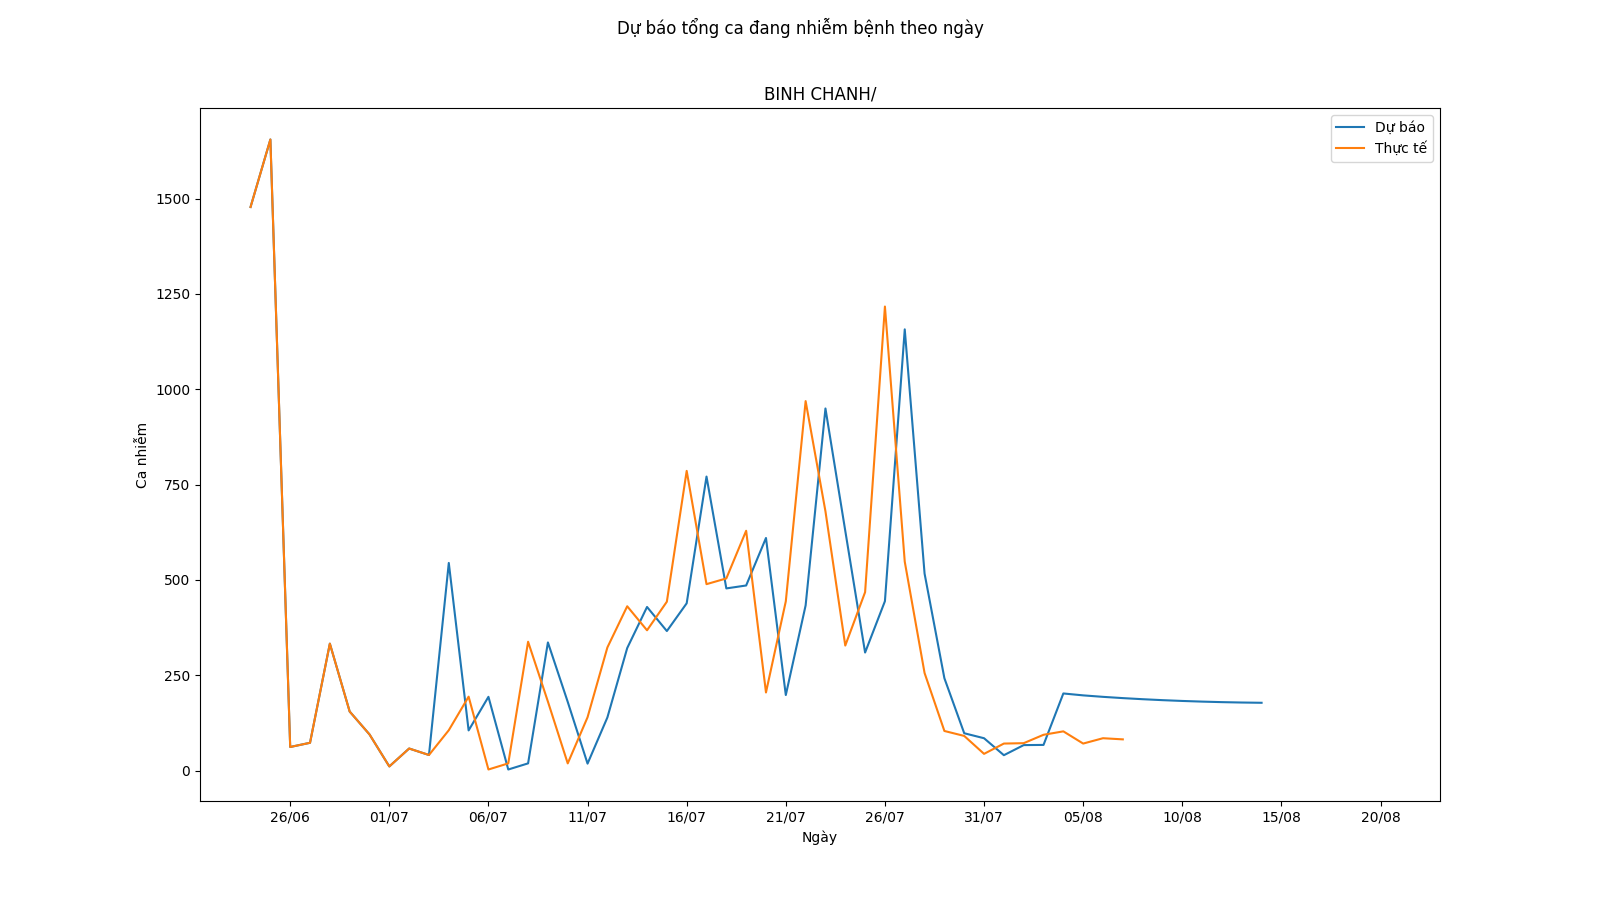 Dự báo tổng ca đang nhiễm bệnh theo ngày
BINH CHANH/
Dự báo
Thực tế
1500
1250
1000
750
500
250
0
Ca nhiễm
26/06 01/07 06/07 11/07 16/07 21/07 26/07 31/07 05/08 10/08 15/08 20/08
Ngày